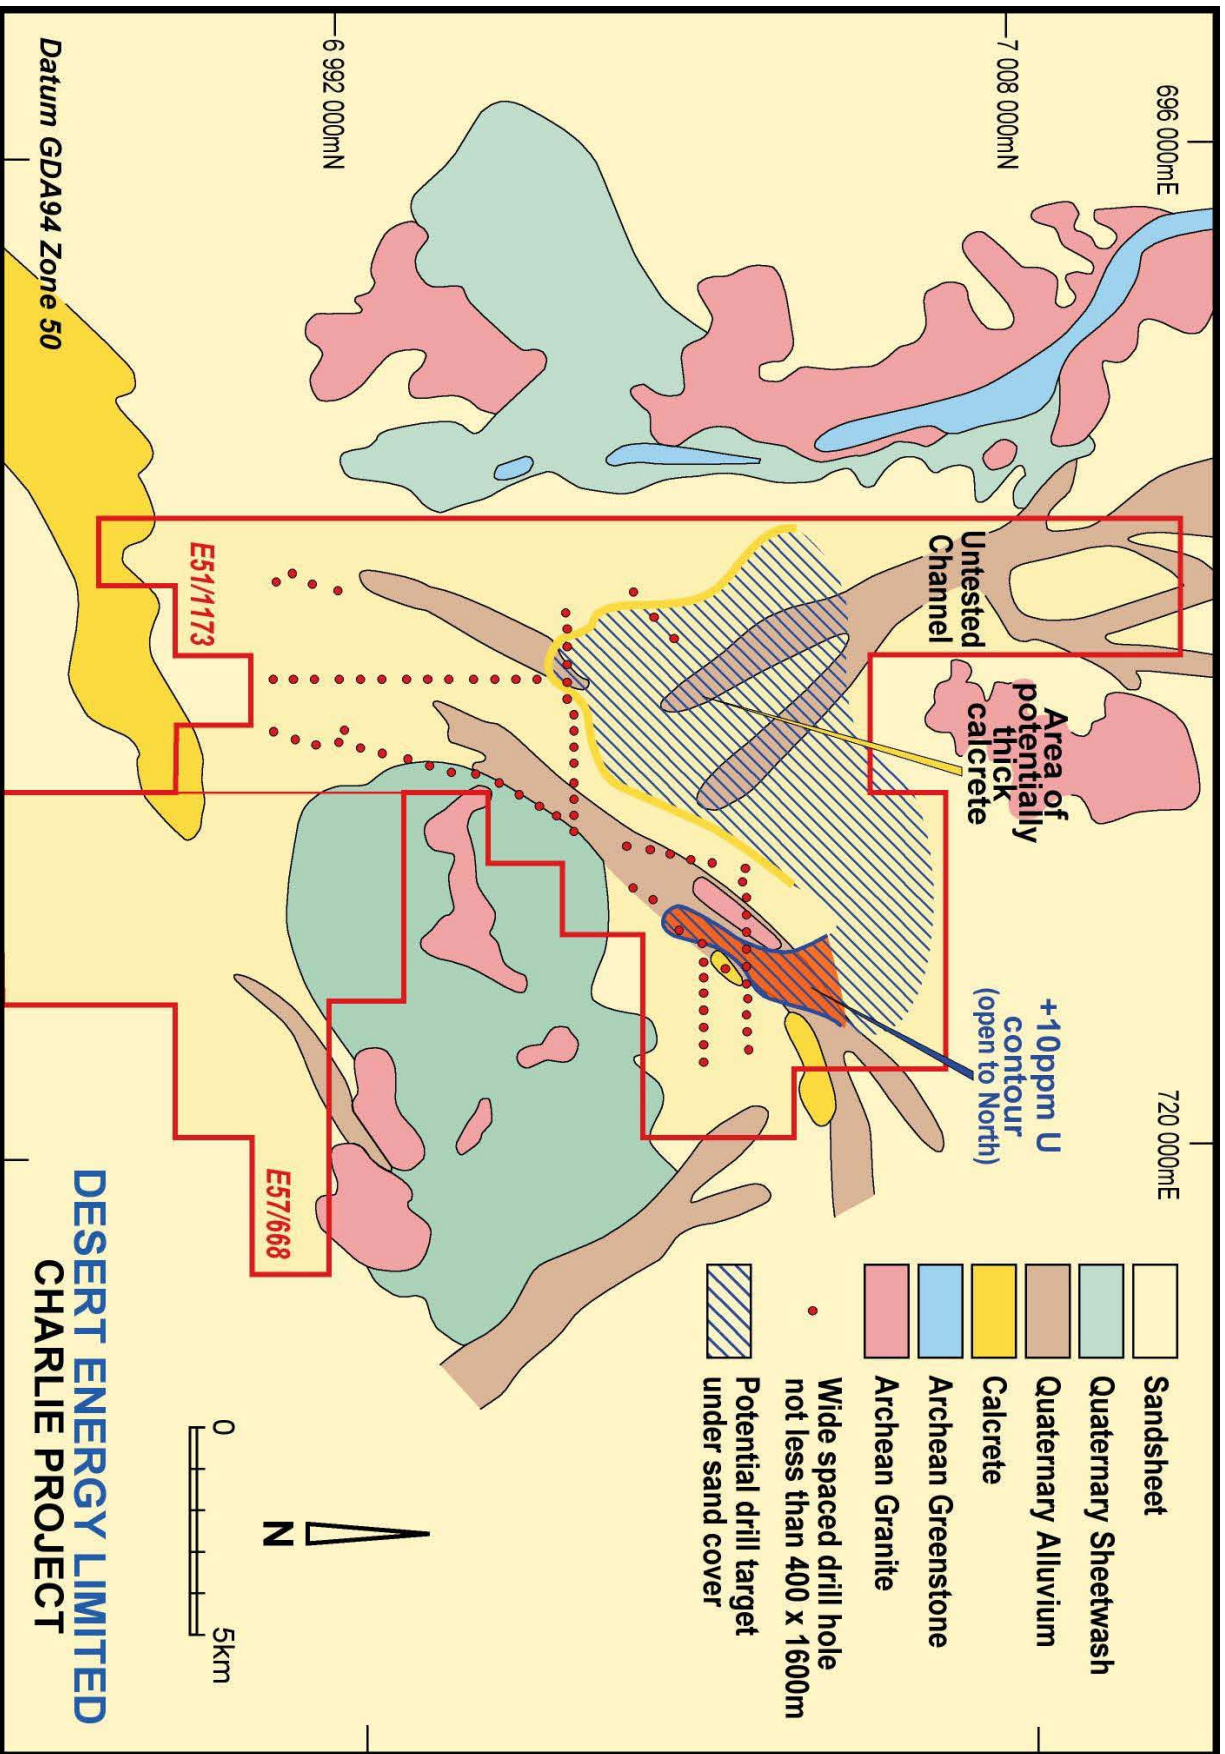 696 000mE
720 000mE
7 008 000mN
6 992 000mN
Untested
Channel
Area of
potentially
thick
calcrete
+10ppm U
contour
(open to North)
E51/1173
E57/668
Datum GDA94 Zone 50
Sandsheet
Quaternary Sheetwash
Quaternary Alluvium
Calcrete
Archean Greenstone
Archean Granite
Wide spaced drill hole
not less than 400 x 1600m
Potential drill target
under sand cover
0
5km
N
DESERT ENERGY LIMITED
CHARLIE PROJECT